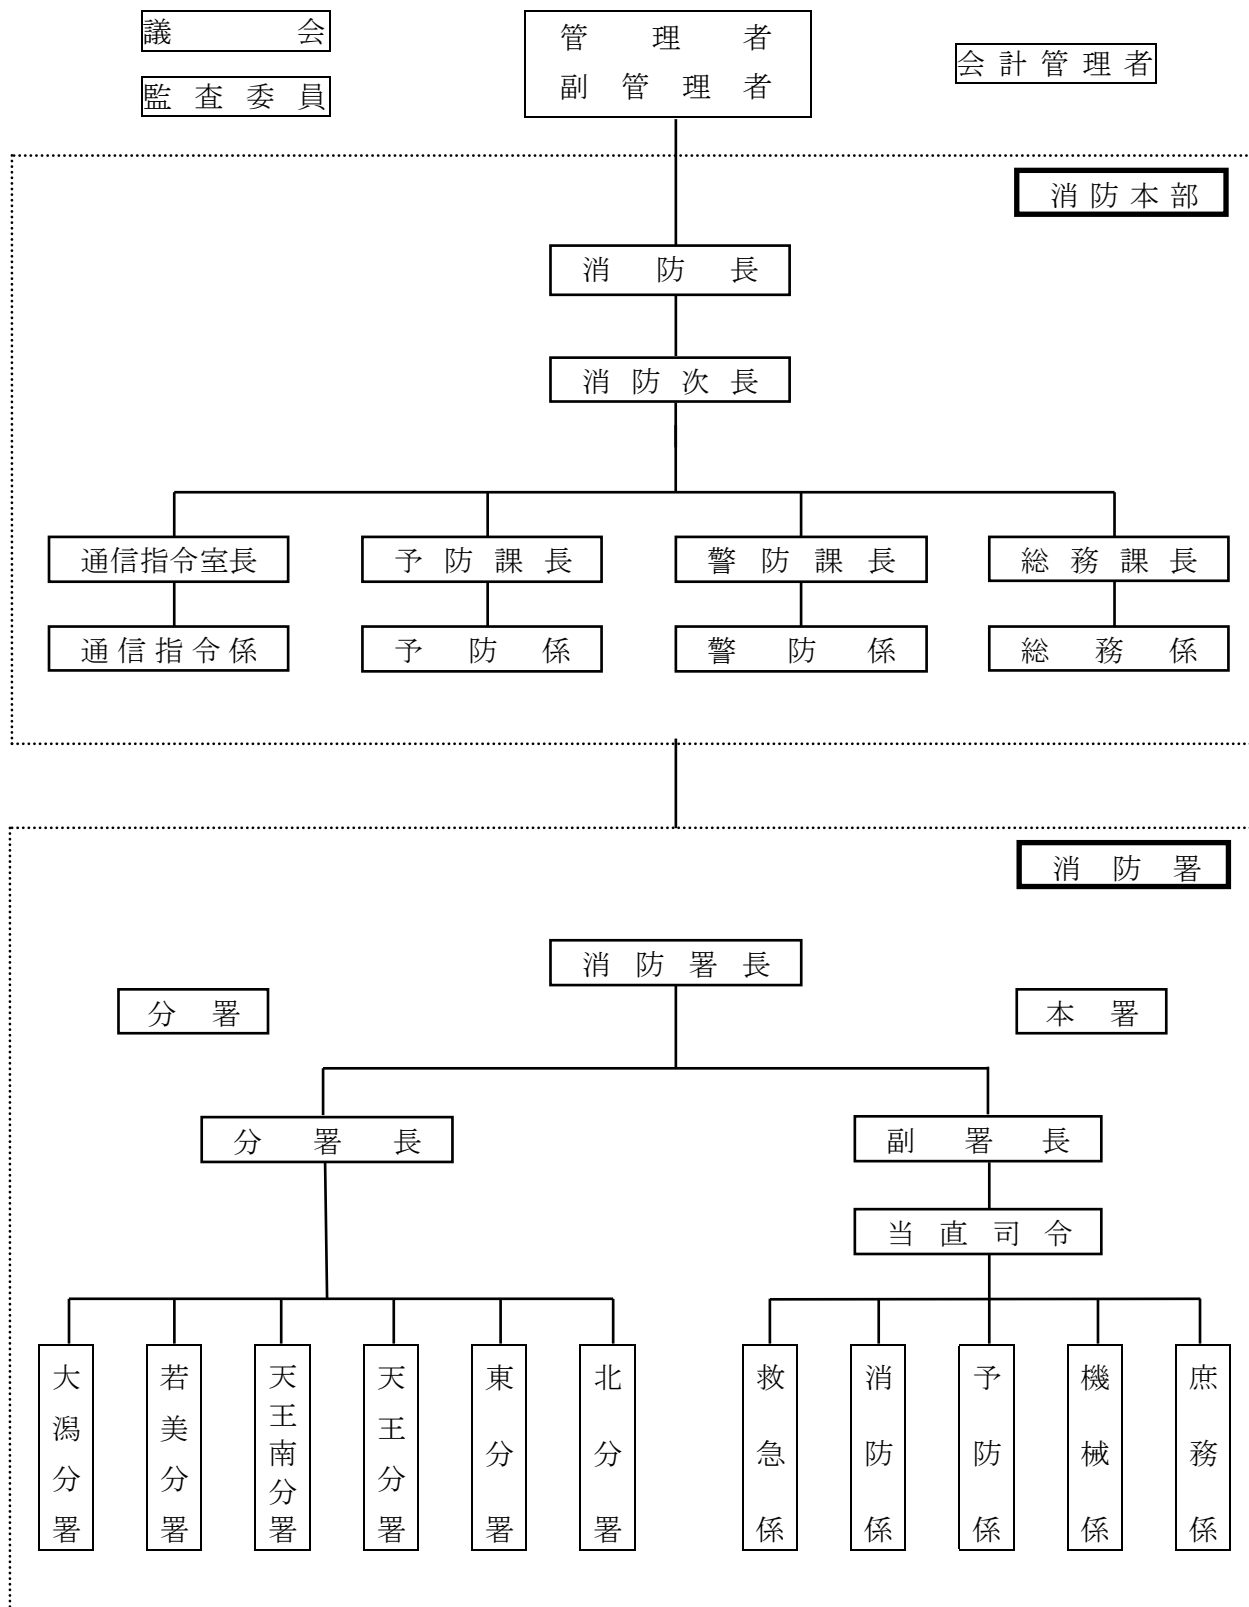 議会
管理者
副管理者
会計管理者
監査委員
消防本部
消防長
消防次長
通信指令室長
予防課長
警防課長
総務課長
通信指令係
予防係
警防係
総務係
消防署
消防署長
分署
本署
分署長
副署長
当直司令
大潟分署
若美分署
天王南分署
天王分署
東分署
北分署
救急係
消防係
予防係
機械係
庶務係